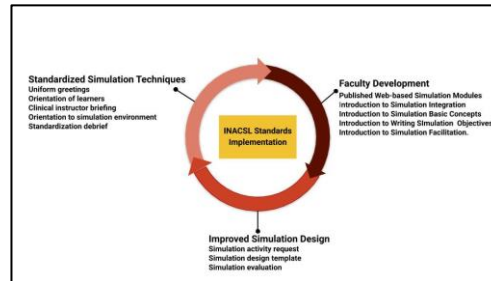 Standardized Simulation Techniques
Uniform greetings
Orientation of learners
Clinical instructor briefing
Orientation to simulation environment
Standardization debrief
Faculty Development
Published Web-based Simulation Modules
Introduction to Simulation Integration
Introduction to Simulation Basic Concepts
Introduction to Writing Simulation Objectives
Introduction to Simulation Facilitation.
INACSL Standards
Implementation
Improved Simulation Design
Simulation activity request
Simulation design template
Simulation evaluation